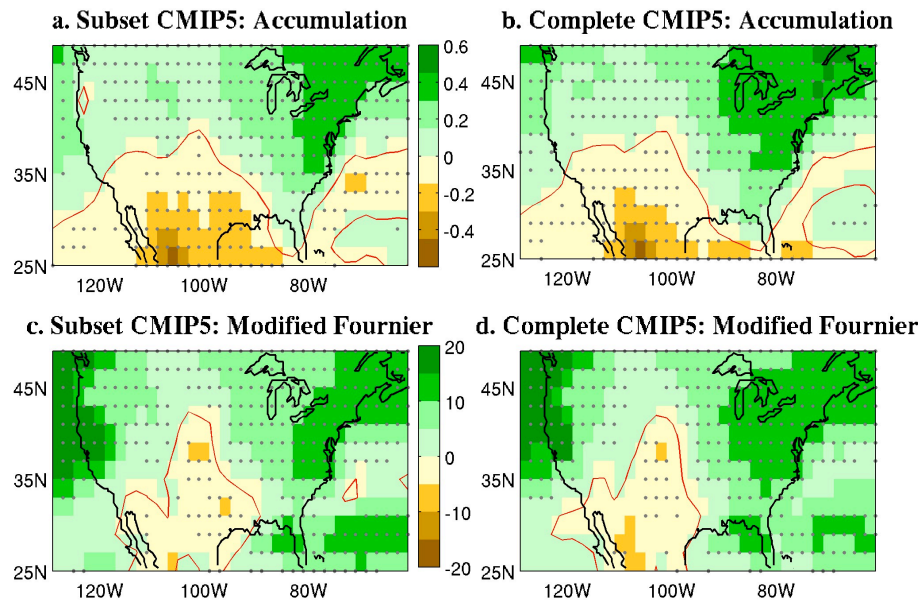 a. Subset CMIP5: Accumulation
b. Complete CMIP5: Accumulation
45N
35N
25N
120W
100W
80W
0.6
0.4
0.2
0
-0.2
-0.4
45N
35N
25N
120W
100W
80W
c. Subset CMIP5: Modified Fournier
d. Complete CMIP5: Modified Fournier
45N
35N
25N
120W
100W
80W
20
10
0
-10
-20
45N
35N
25N
120W
100W
80W